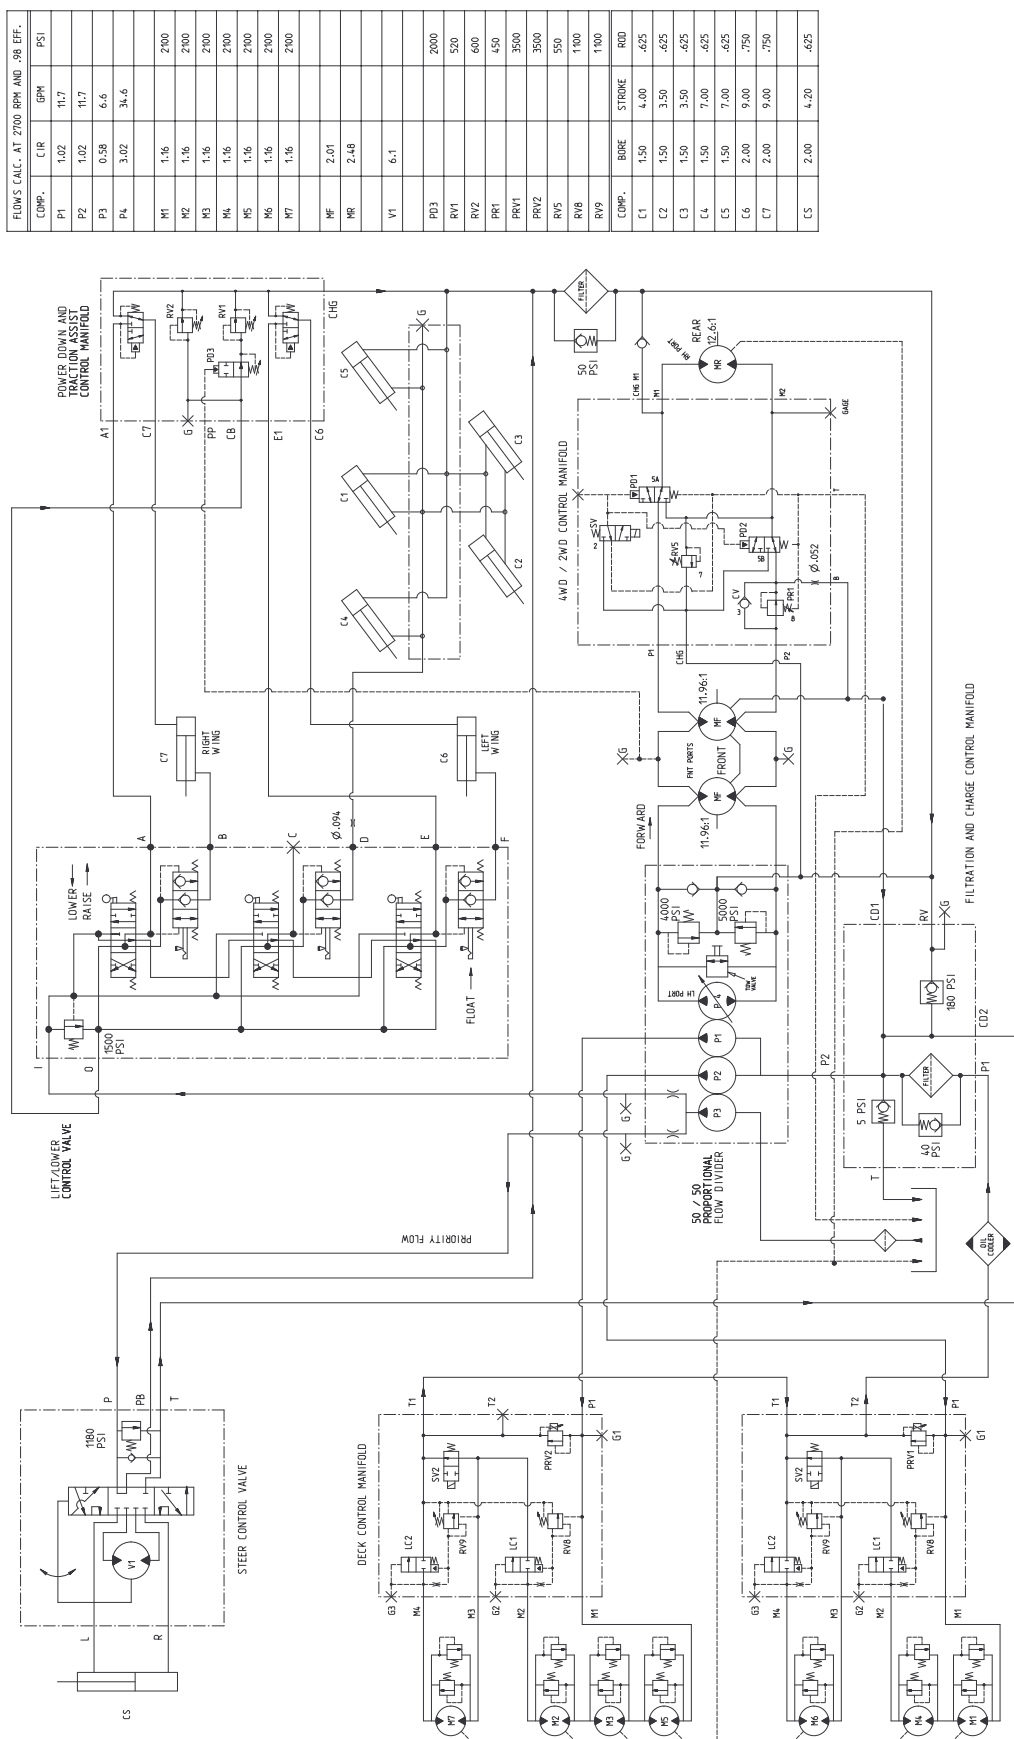 FLOWS CALC. AT 2700 RPM AND .98 EFF.
COMP. CIR GPM PSI
P1 1.02 11.7
P2 1.02 11.7
P3 0.58 6.6
P4 3.02 34.6
M1 1.16 2100
M2 1.16 2100
M3 1.16 2100
M4 1.16 2100
M5 1.16 2100
M6 1.16 2100
M7 1.16 2100
MF 2.01
MR 2.48
V1 6.1
PD3 2000
RV1 520
RV2 600
PR1 450
PRV1 3500
PRV2 3500
RV5 550
RV8 1100
RV9 1100
COMP. BORE STROKE ROD
C1 1.50 4.00 .625
C2 1.50 3.50 .625
C3 1.50 3.50 .625
C4 1.50 7.00 .625
C5 1.50 7.00 .625
C6 2.00 9.00 .750
C7 2.00 9.00 .750
CS 2.00 4.20 .625
POWER DOWN AND
TRACTION ASSIST
CONTROL MANIFOLD
RV2
RV1
PD3
CHG
A1
C7
G
PP
CB
E1
C6
C5
C1
C4
C3
C2
G
50
PSI
FILTER
REAR
12.6:1
MR
RH PORT
CHG M1
M1
M2
GAGE
4WD / 2WD CONTROL MANIFOLD
PD1
5A
SV
2
RV5
7
PD2
5B
CV
3
PR1
8
Ø.052
T
B
P1
CHG
P2
C7
RIGHT
WING
C6
LEFT
WING
A
B
C
Ø.094
D
E
F
LOWER
RAISE
FLOAT
1500
PSI
I
O
LIFT/LOWER
CONTROL VALVE
G
G
11.96:1
11.96:1
MF
MF
FNT PORTS
FRONT
FORWARD
4000
PSI
5000
PSI
LH PORT
TOW
VALVE
P4
P1
P2
P3
G
G
50 / 50
PROPORTIONAL
FLOW DIVIDER
FILTRATION AND CHARGE CONTROL MANIFOLD
CD1
RV
G
180 PSI
CD2
P2
5 PSI
FILTER
P1
40
PSI
T
OIL
COOLER
PRIORITY FLOW
P
PB
T
1180
PSI
V1
STEER CONTROL VALVE
L
R
CS
DECK CONTROL MANIFOLD
T1
T2
P1
G1
SV2
PRV2
LC2
RV9
LC1
RV8
G3
M4
M3
G2
M2
M1
M7
M2
M3
M5
T1
T2
P1
G1
SV2
PRV1
LC2
RV9
LC1
RV8
G3
M4
M3
G2
M2
M1
M6
M4
M1